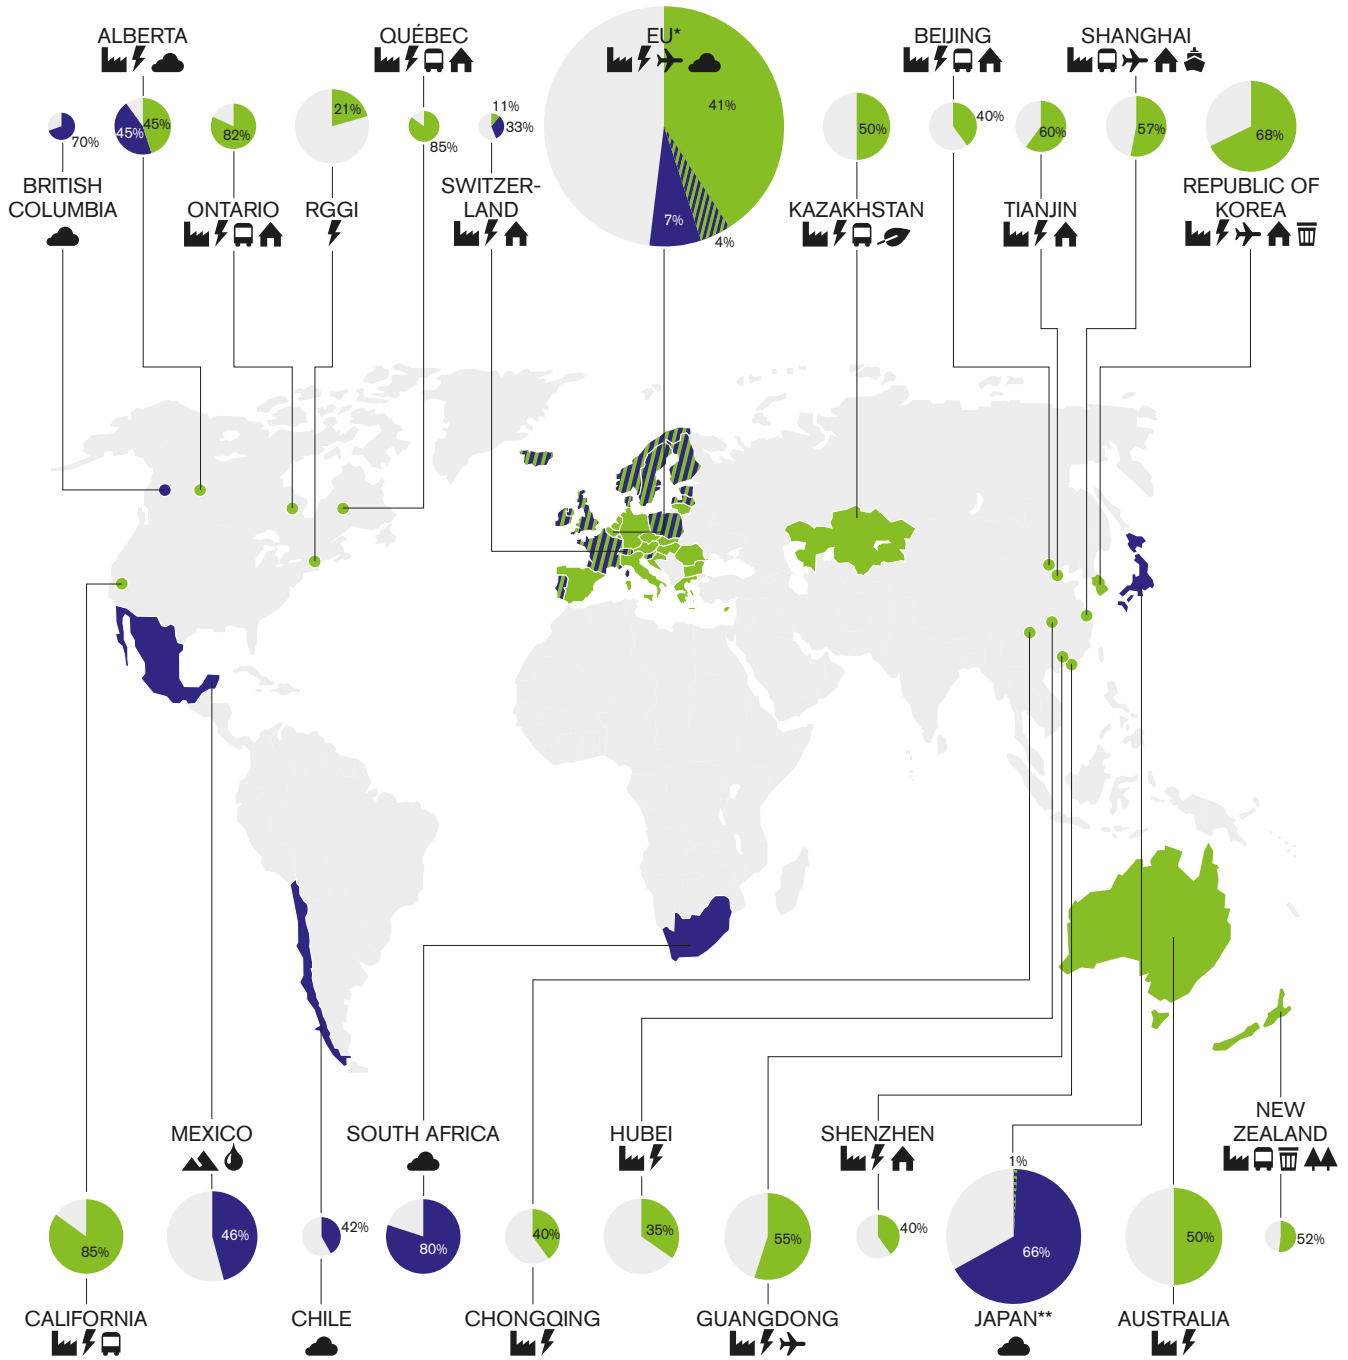 ALBERTA
45%
45%
QUÉBEC
85%
EU*
41%
7%
4%
BEIJING
40%
SHANGHAI
57%
70%
BRITISH
COLUMBIA
82%
ONTARIO
21%
RGGI
11%
33%
SWITZER-
LAND
50%
KAZAKHSTAN
60%
TIANJIN
68%
REPUBLIC OF
KOREA
85%
CALIFORNIA
MEXICO
46%
42%
CHILE
SOUTH AFRICA
80%
40%
CHONGQING
HUBEI
35%
55%
GUANGDONG
SHENZHEN
40%
1%
66%
JAPAN**
50%
AUSTRALIA
NEW
ZEALAND
52%